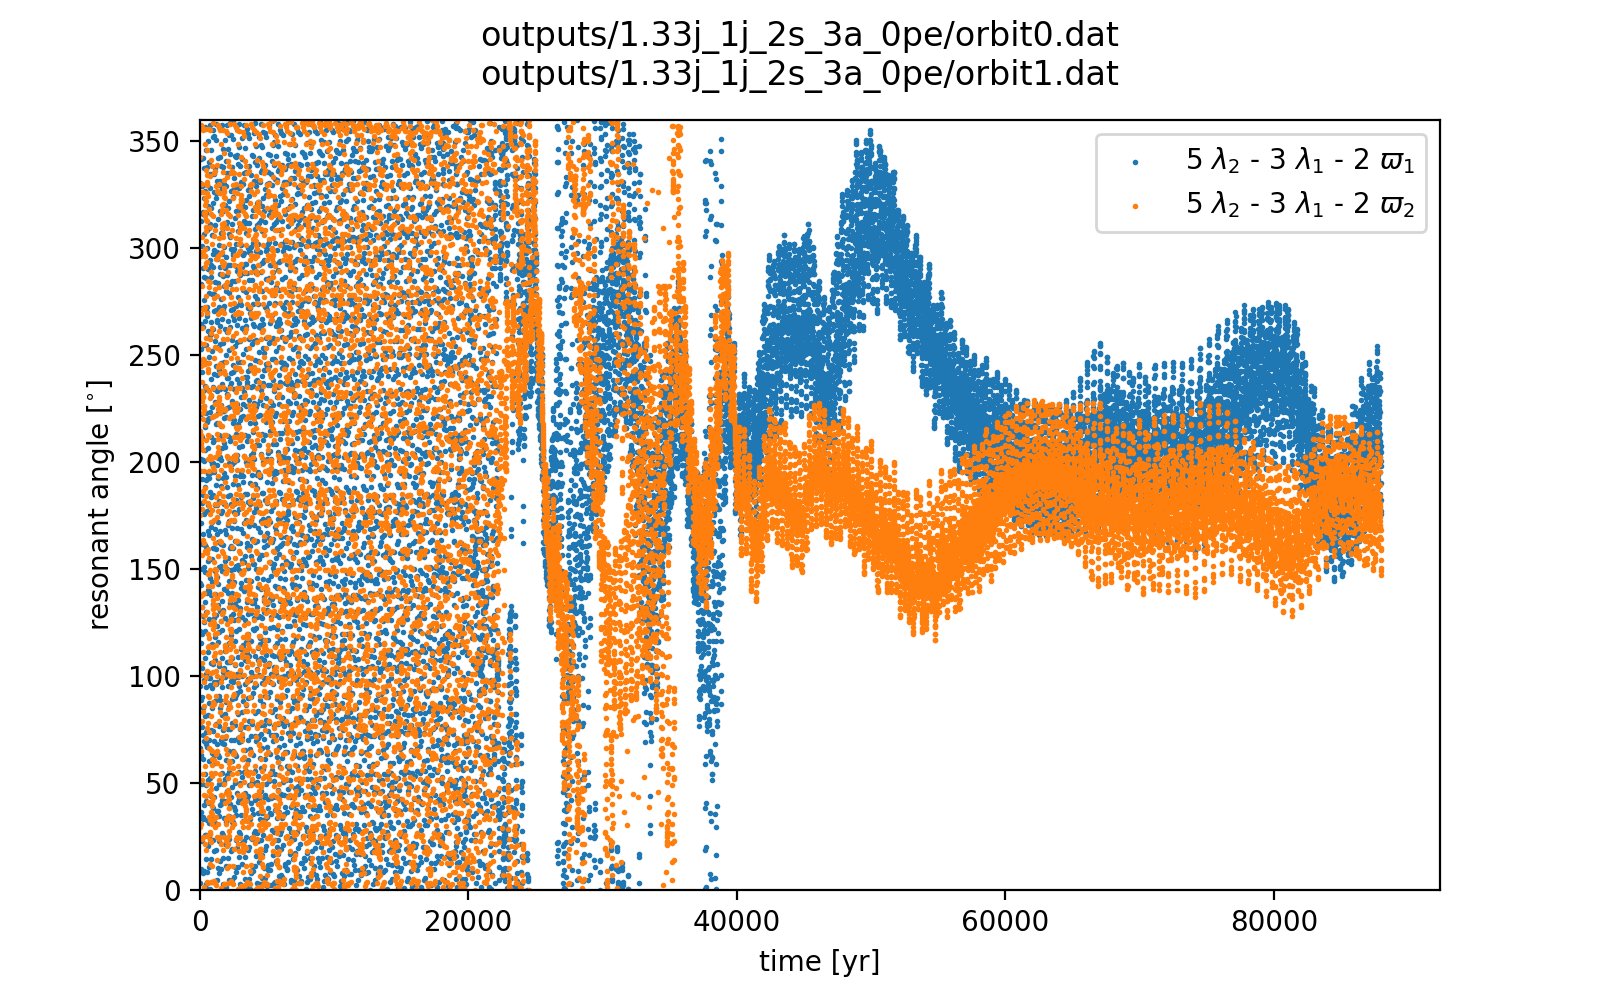 outputs/1.33j_1j_2s_3a_0pe/orbit0.dat
outputs/1.33j_1j_2s_3a_0pe/orbit1.dat
350
300
250
200
150
100
50
0
resonant angle [°]
5 λ₂ - 3 λ₁ - 2 ϖ₁
5 λ₂ - 3 λ₁ - 2 ϖ₂
0
20000
40000
60000
80000
time [yr]